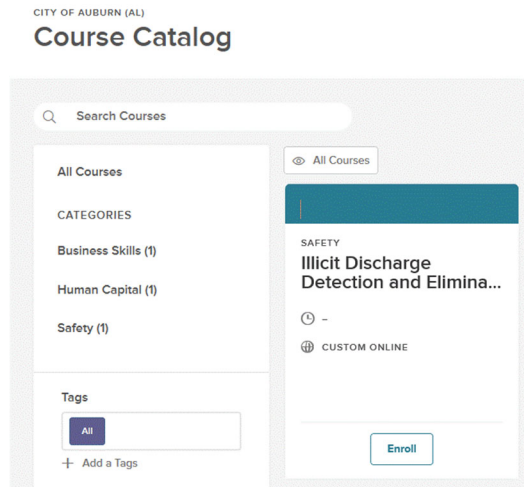 CITY OF AUBURN (AL)
Course Catalog
Search Courses
All Courses
CATEGORIES
Business Skills (1)
Human Capital (1)
Safety (1)
Tags
All
+ Add a Tags
All Courses
SAFETY
Illicit Discharge
Detection and Elimina...
–
CUSTOM ONLINE
Enroll